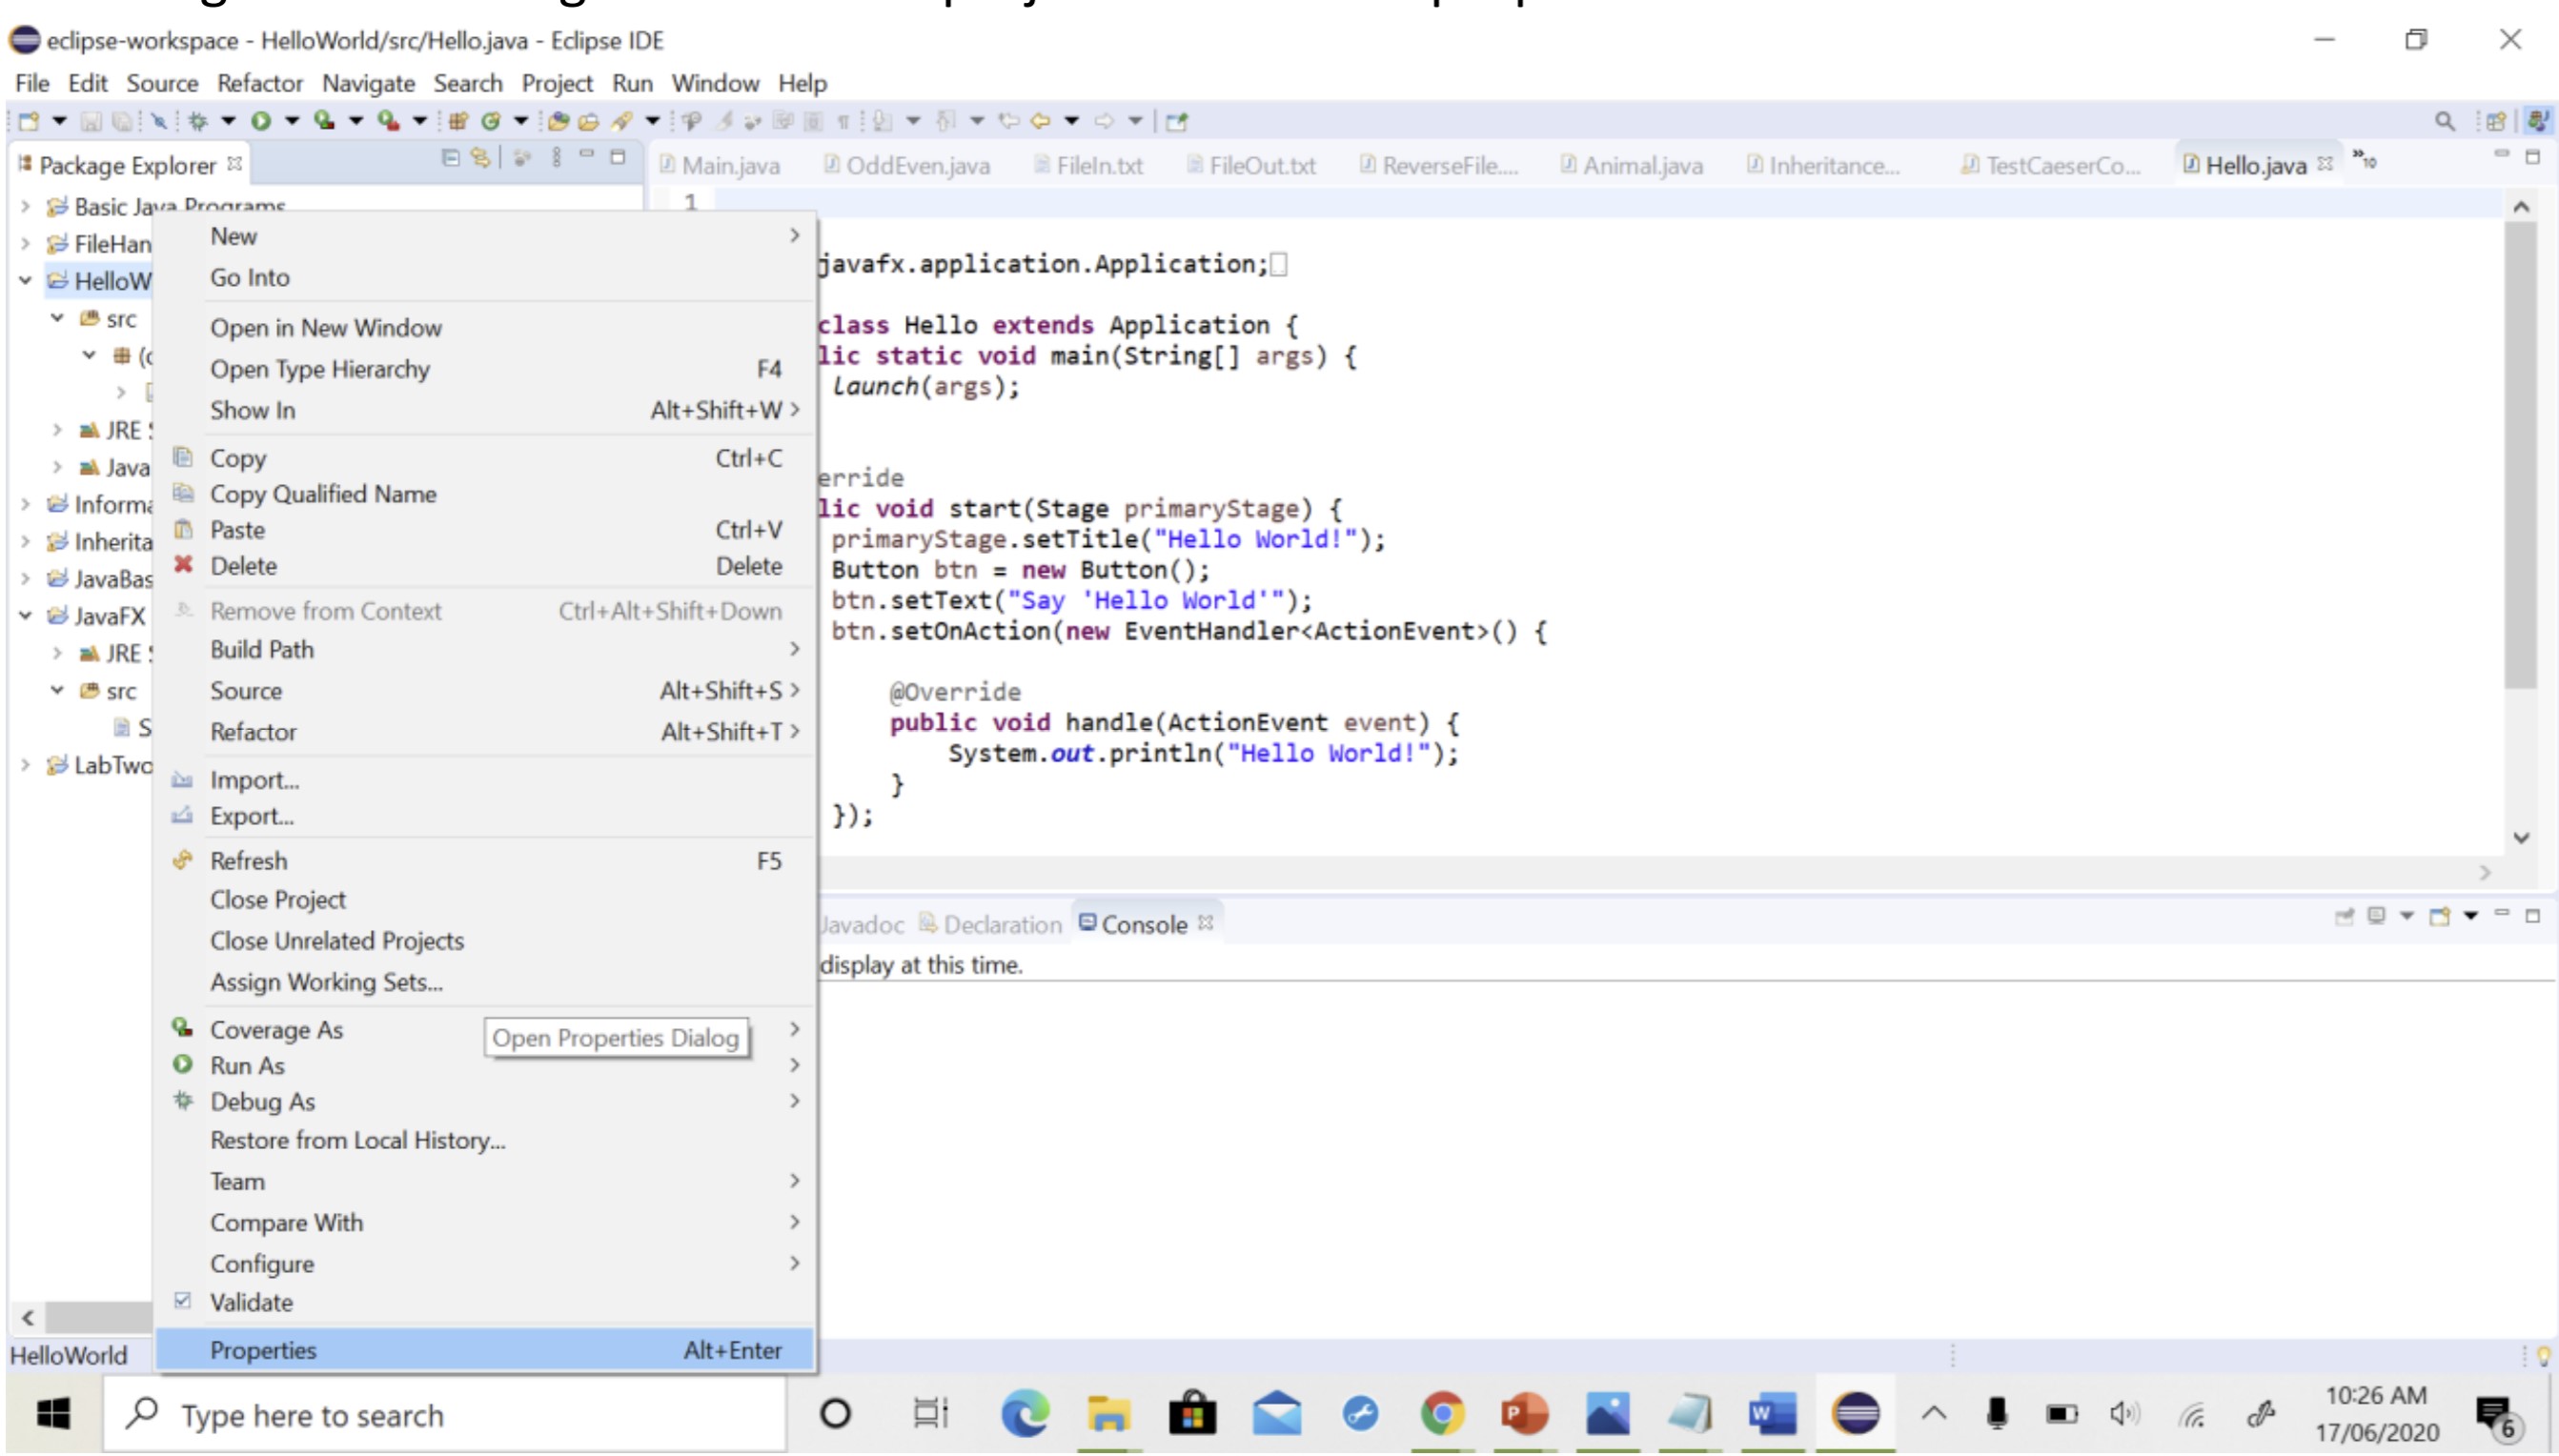 eclipse-workspace - HelloWorld/src/Hello.java - Eclipse IDE
File Edit Source Refactor Navigate Search Project Run Window Help
Package Explorer
Main.java OddEven.java FileIn.txt FileOut.txt ReverseFile.... Animal.java Inheritance... TestCaeserCo... Hello.java »10
Basic Java Programs
FileHan
HelloW
src
(c
JRE S
Java
Informa
Inherita
JavaBas
JavaFX
JRE S
src
S
LabTwo
New
Go Into
Open in New Window
Open Type Hierarchy F4
Show In Alt+Shift+W >
Copy Ctrl+C
Copy Qualified Name
Paste Ctrl+V
Delete Delete
Remove from Context Ctrl+Alt+Shift+Down
Build Path
Source Alt+Shift+S >
Refactor Alt+Shift+T >
Import...
Export...
Refresh F5
Close Project
Close Unrelated Projects
Assign Working Sets...
Coverage As
Open Properties Dialog
Run As
Debug As
Restore from Local History...
Team
Compare With
Configure
Validate
Properties Alt+Enter
1
javafx.application.Application;
class Hello extends Application {
lic static void main(String[] args) {
launch(args);
erride
lic void start(Stage primaryStage) {
primaryStage.setTitle("Hello World!");
Button btn = new Button();
btn.setText("Say 'Hello World'");
btn.setOnAction(new EventHandler<ActionEvent>() {
@Override
public void handle(ActionEvent event) {
System.out.println("Hello World!");
}
});
Javadoc Declaration Console
display at this time.
HelloWorld
Type here to search
10:26 AM
17/06/2020
6